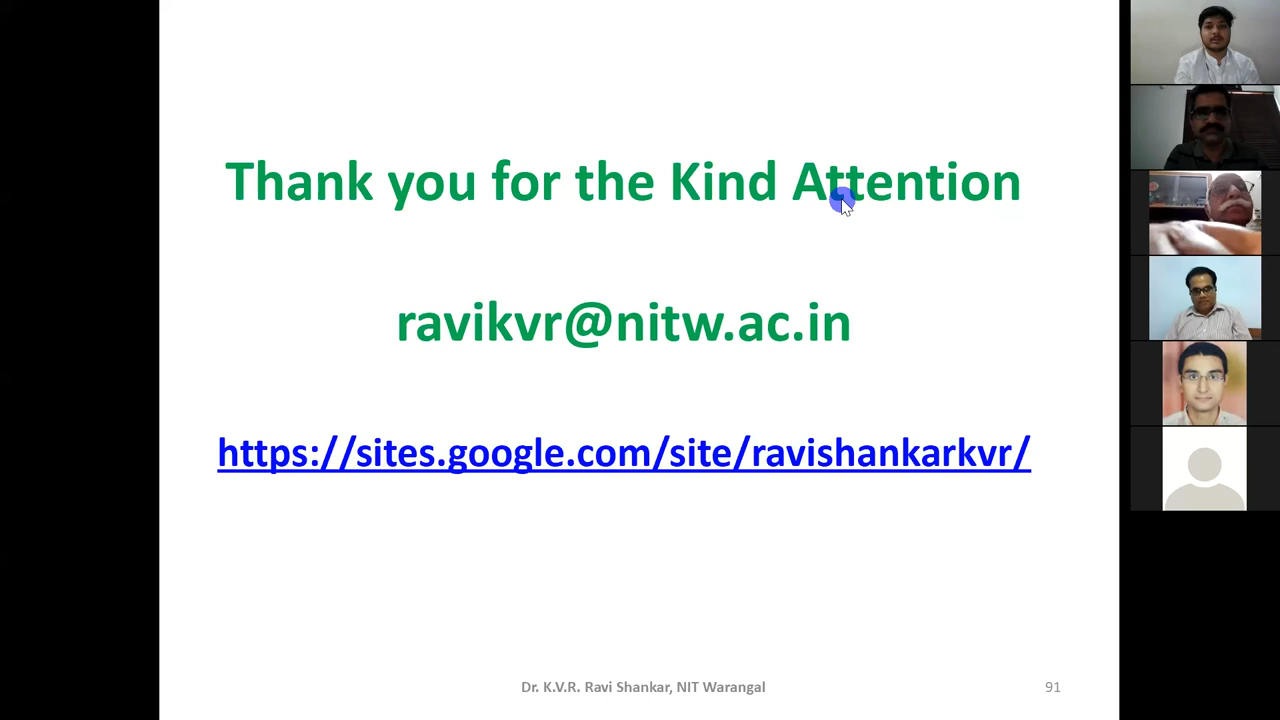 Thank you for the Kind Attention
ravikvr@nitw.ac.in
https://sites.google.com/site/ravishankarkvr/
Dr. K.V.R. Ravi Shankar, NIT Warangal
91